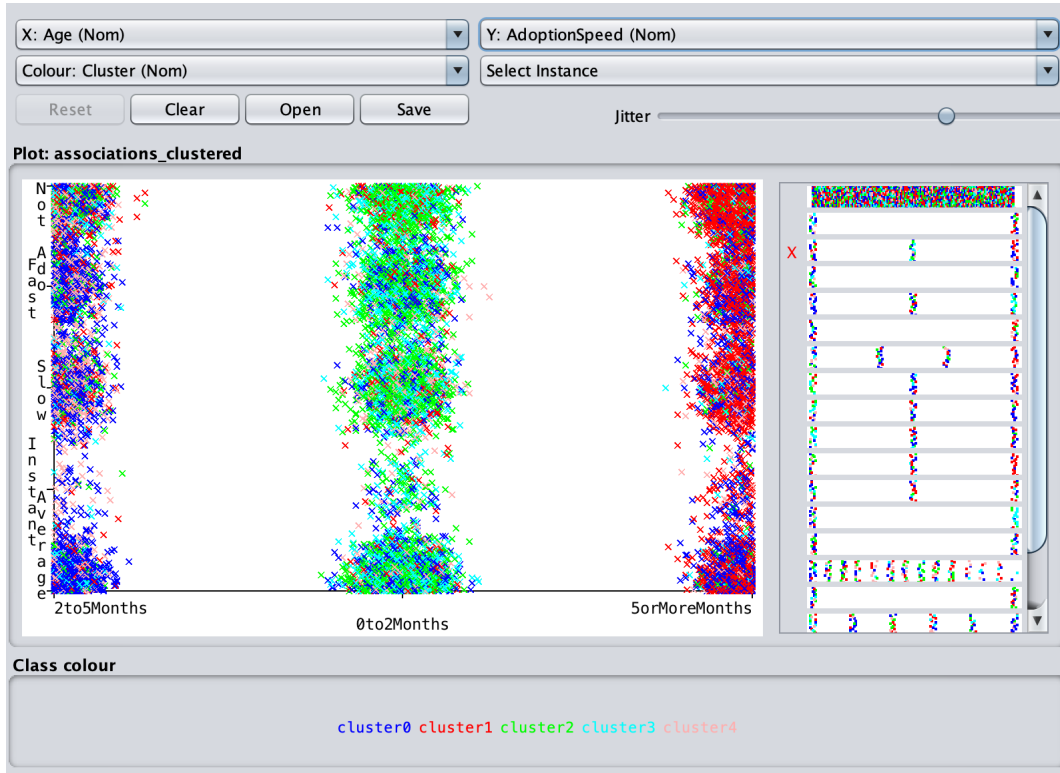 X: Age (Nom)
Y: AdoptionSpeed (Nom)
Colour: Cluster (Nom)
Select Instance
Reset
Clear
Open
Save
Jitter
Plot: associations_clustered
Not Adopt
Fast
Slow
Instant
Average
X
2to5Months
0to2Months
5orMoreMonths
Class colour
cluster0 cluster1 cluster2 cluster3 cluster4